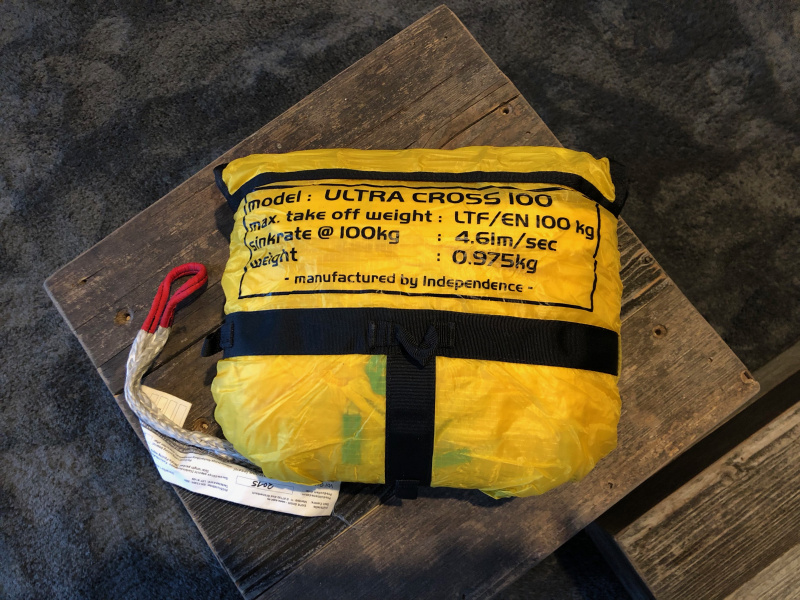 model : ULTRA CROSS 100
max. take off weight : LTF/EN 100 kg
sinkrate @ 100kg : 4.61m/sec
weight : 0.975kg
- manufactured by Independence -
2015